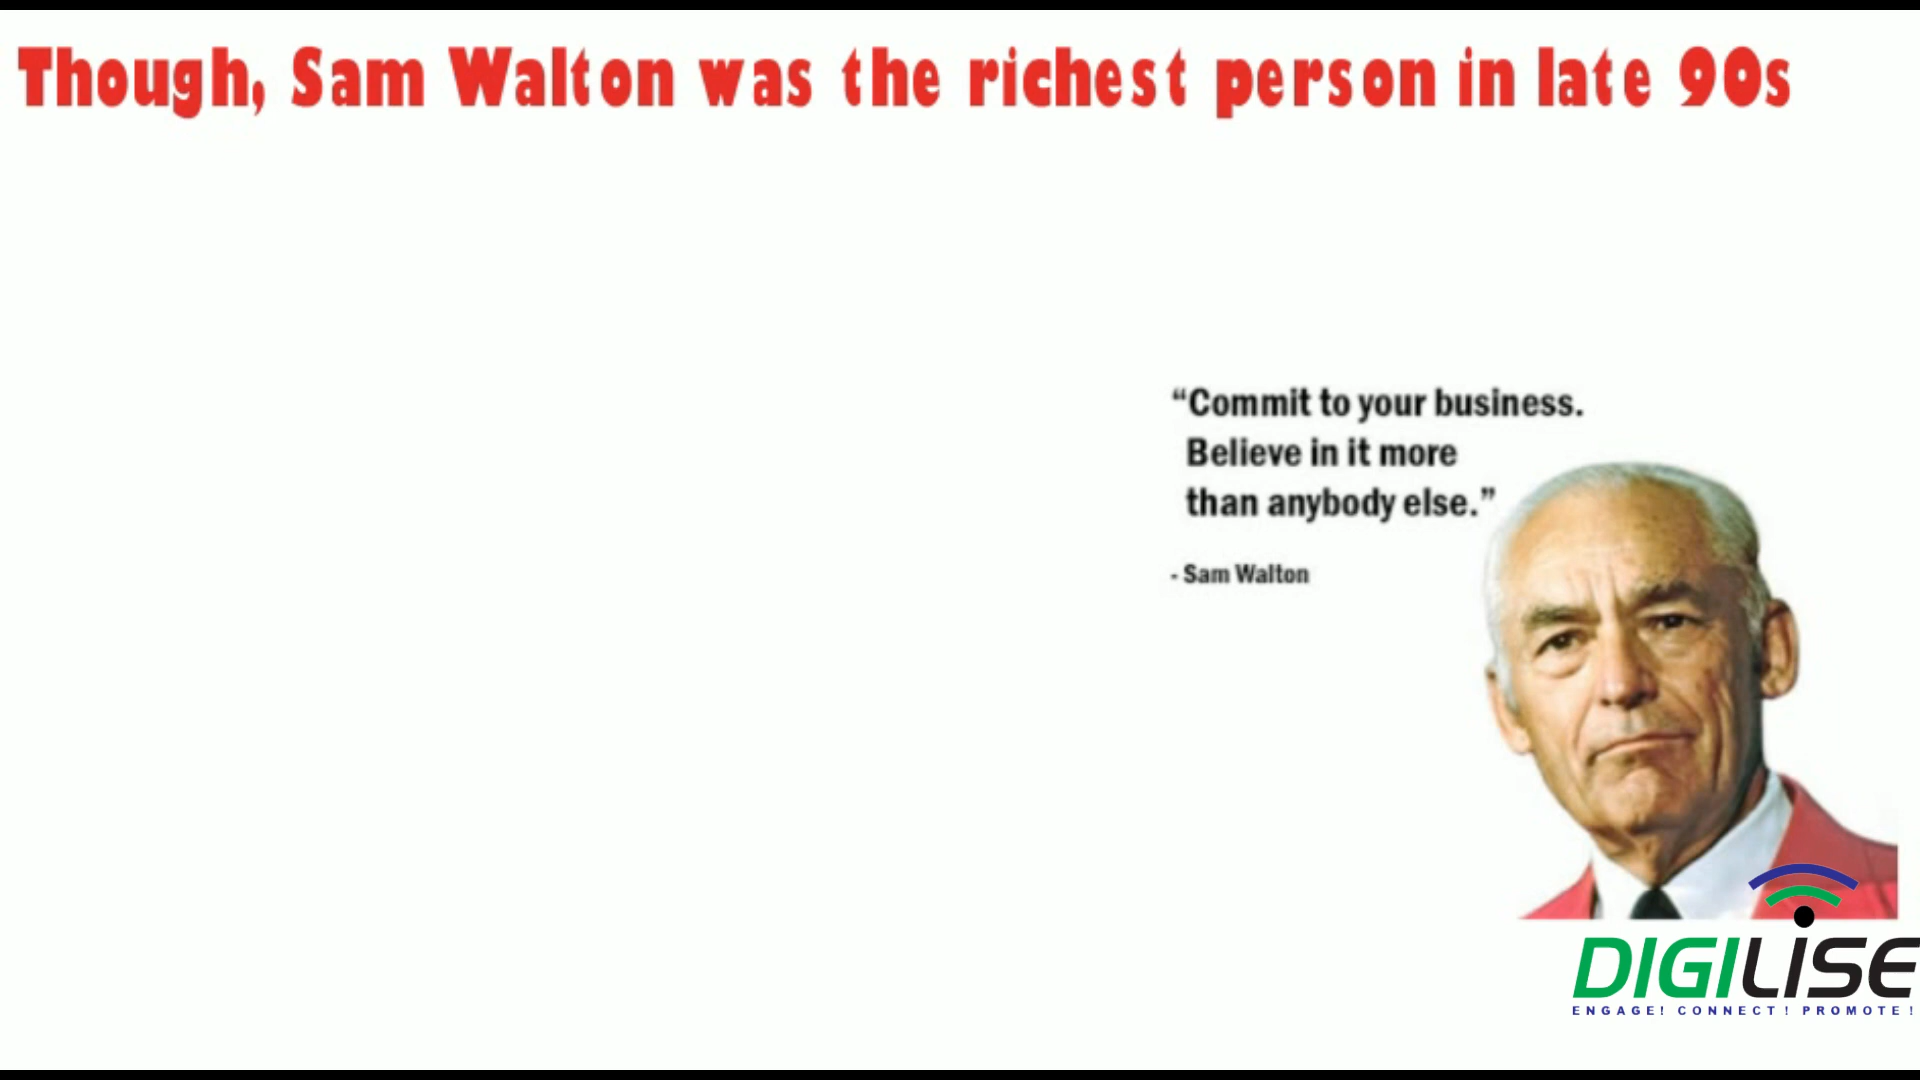 Though, Sam Walton was the richest person in late 90s
“Commit to your business.
Believe in it more
than anybody else.”
- Sam Walton
DIGILISE
ENGAGE! CONNECT! PROMOTE!